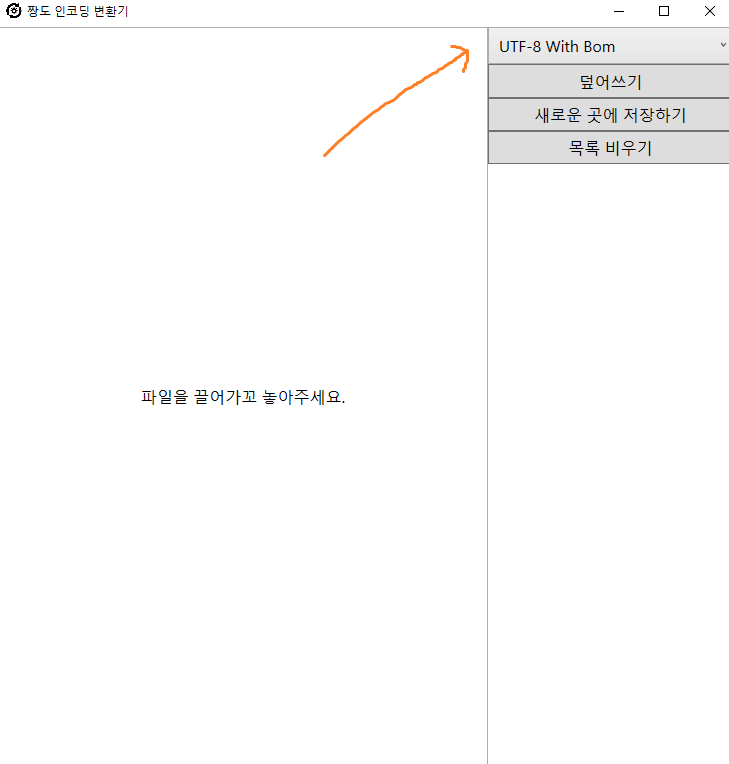 짱도 인코딩 변환기
UTF-8 With Bom
덮어쓰기
새로운 곳에 저장하기
목록 비우기
파일을 끌어가꼬 놓아주세요.